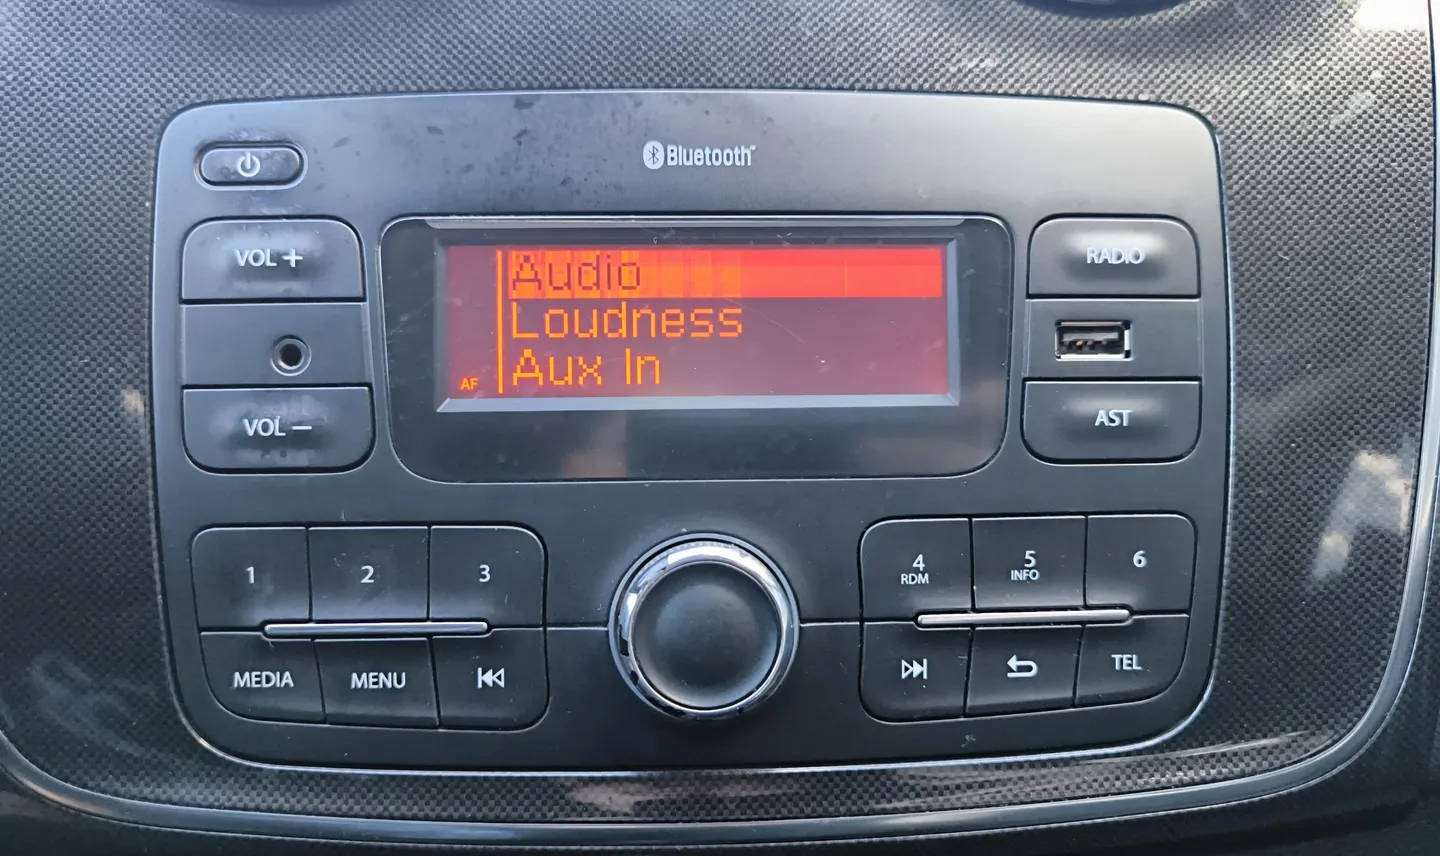 Bluetooth
VOL +
RADIO
Audio
Loudness
Aux In
AF
VOL −
AST
1
2
3
4
RDM
5
INFO
6
MEDIA
MENU
TEL